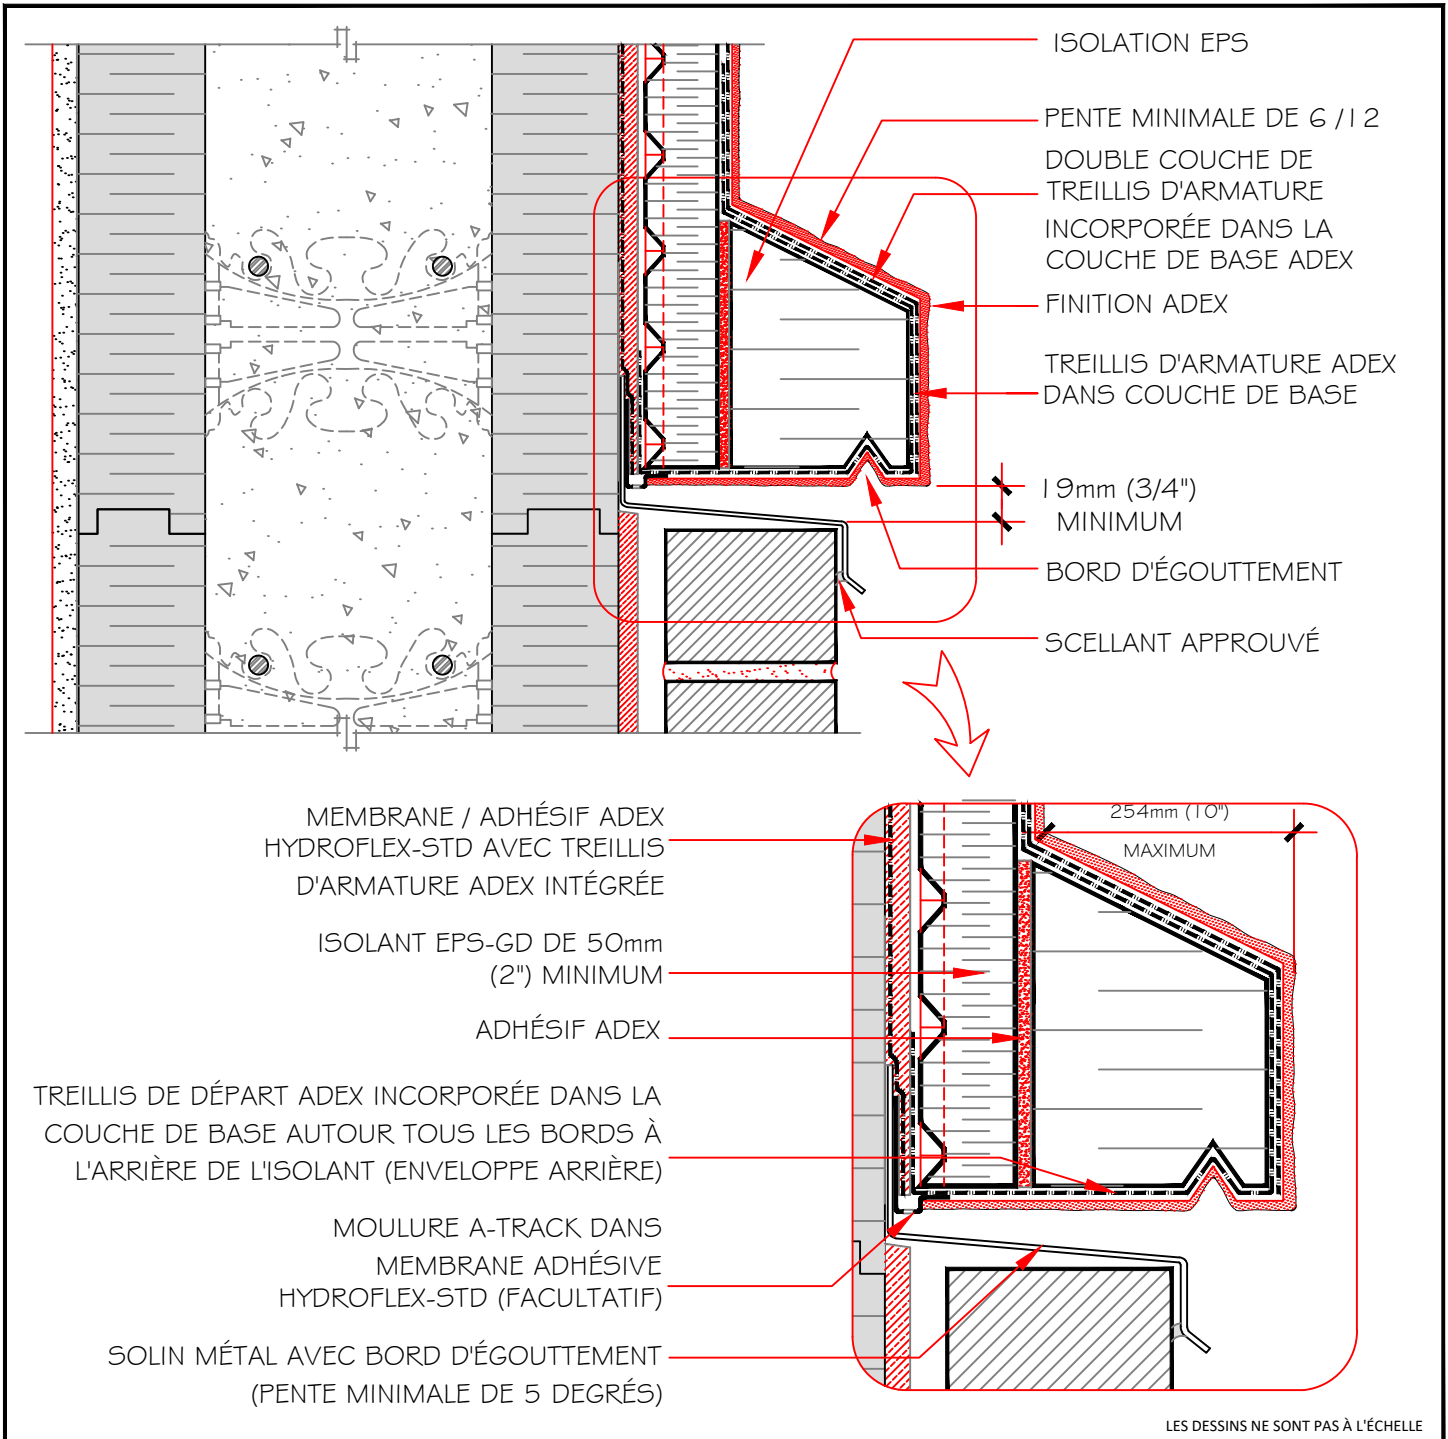 ISOLATION EPS
PENTE MINIMALE DE 6 /12
DOUBLE COUCHE DE
TREILLIS D'ARMATURE
INCORPORÉE DANS LA
COUCHE DE BASE ADEX
FINITION ADEX
TREILLIS D'ARMATURE ADEX
DANS COUCHE DE BASE
19mm (3/4")
MINIMUM
BORD D'ÉGOUTTEMENT
SCELLANT APPROUVÉ
MEMBRANE / ADHÉSIF ADEX
HYDROFLEX-STD AVEC TREILLIS
D'ARMATURE ADEX INTÉGRÉE
ISOLANT EPS-GD DE 50mm
(2") MINIMUM
ADHÉSIF ADEX
TREILLIS DE DÉPART ADEX INCORPORÉE DANS LA
COUCHE DE BASE AUTOUR TOUS LES BORDS À
L'ARRIÈRE DE L'ISOLANT (ENVELOPPE ARRIÈRE)
MOULURE A-TRACK DANS
MEMBRANE ADHÉSIVE
HYDROFLEX-STD (FACULTATIF)
SOLIN MÉTAL AVEC BORD D'ÉGOUTTEMENT
(PENTE MINIMALE DE 5 DEGRÉS)
254mm (10")
MAXIMUM
LES DESSINS NE SONT PAS À L'ÉCHELLE